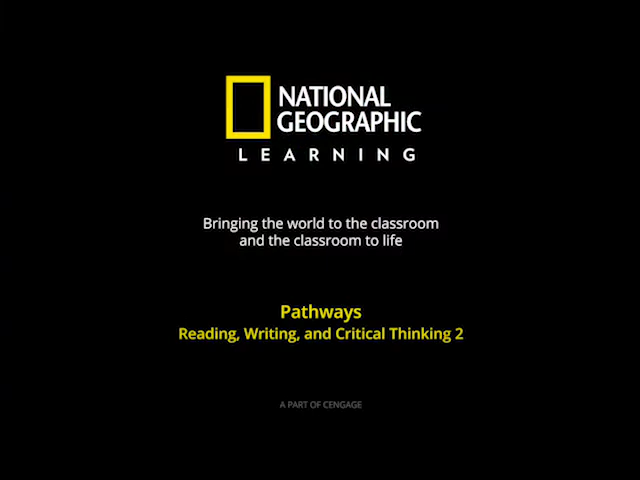 NATIONAL
GEOGRAPHIC
LEARNING
Bringing the world to the classroom
and the classroom to life
Pathways
Reading, Writing, and Critical Thinking 2
A PART OF CENGAGE